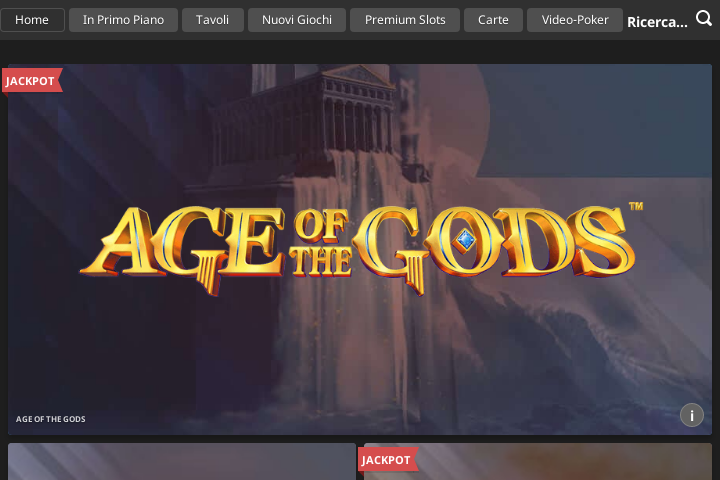 Home In Primo Piano Tavoli Nuovi Giochi Premium Slots Carte Video-Poker Ricerca...
JACKPOT
AGE OF THE GODS™
AGE OF THE GODS
i
JACKPOT